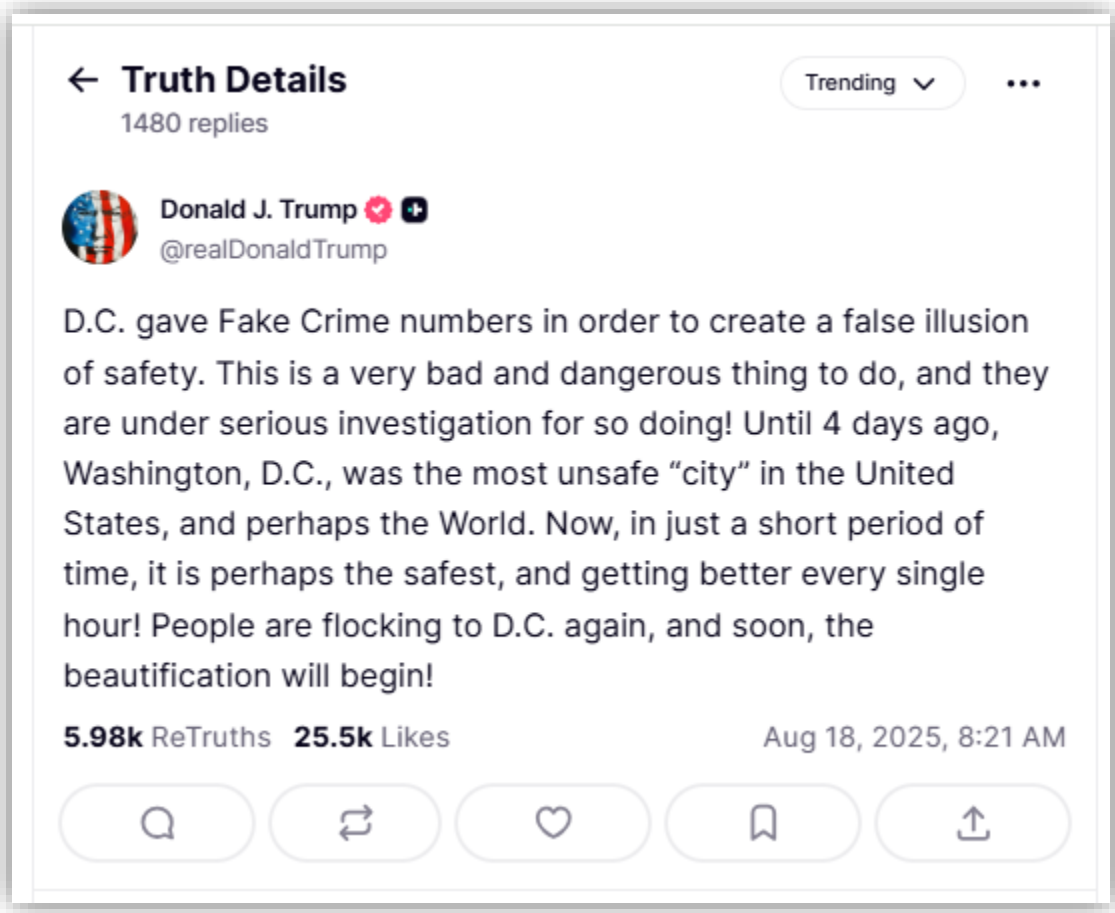 Truth Details
Trending
1480 replies
Donald J. Trump
@realDonaldTrump
D.C. gave Fake Crime numbers in order to create a false illusion
of safety. This is a very bad and dangerous thing to do, and they
are under serious investigation for so doing! Until 4 days ago,
Washington, D.C., was the most unsafe “city” in the United
States, and perhaps the World. Now, in just a short period of
time, it is perhaps the safest, and getting better every single
hour! People are flocking to D.C. again, and soon, the
beautification will begin!
5.98k ReTruths 25.5k Likes
Aug 18, 2025, 8:21 AM